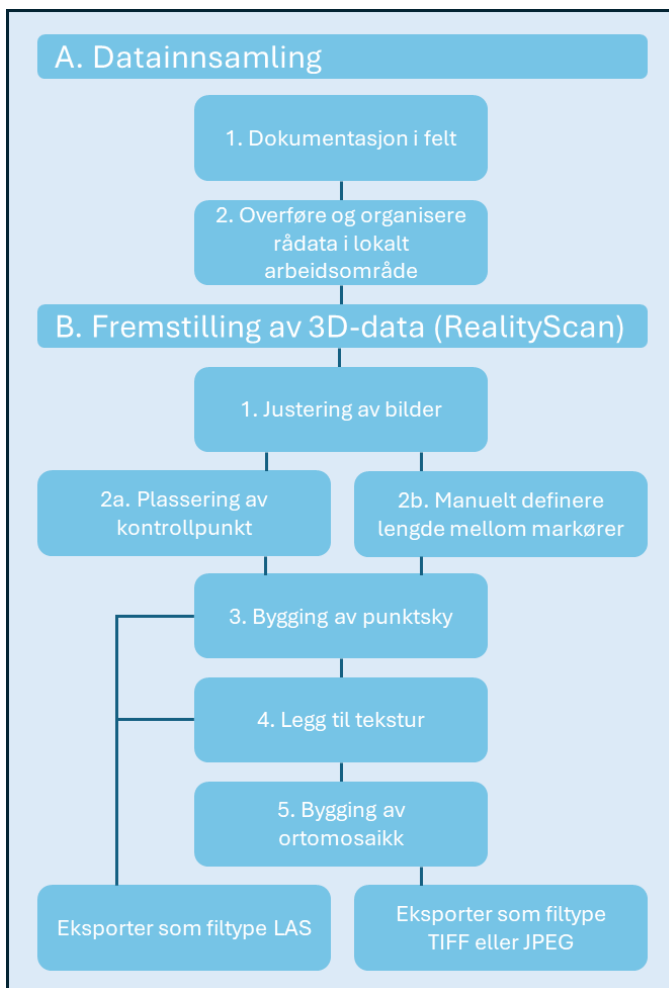 A. Datainnsamling
1. Dokumentasjon i felt
2. Overføre og organisere
rådata i lokalt
arbeidsområde
B. Fremstilling av 3D-data (RealityScan)
1. Justering av bilder
2a. Plassering av
kontrollpunkt
2b. Manuelt definere
lengde mellom markører
3. Bygging av punktsky
4. Legg til tekstur
5. Bygging av
ortomosaikk
Eksporter som filtype LAS
Eksporter som filtype
TIFF eller JPEG